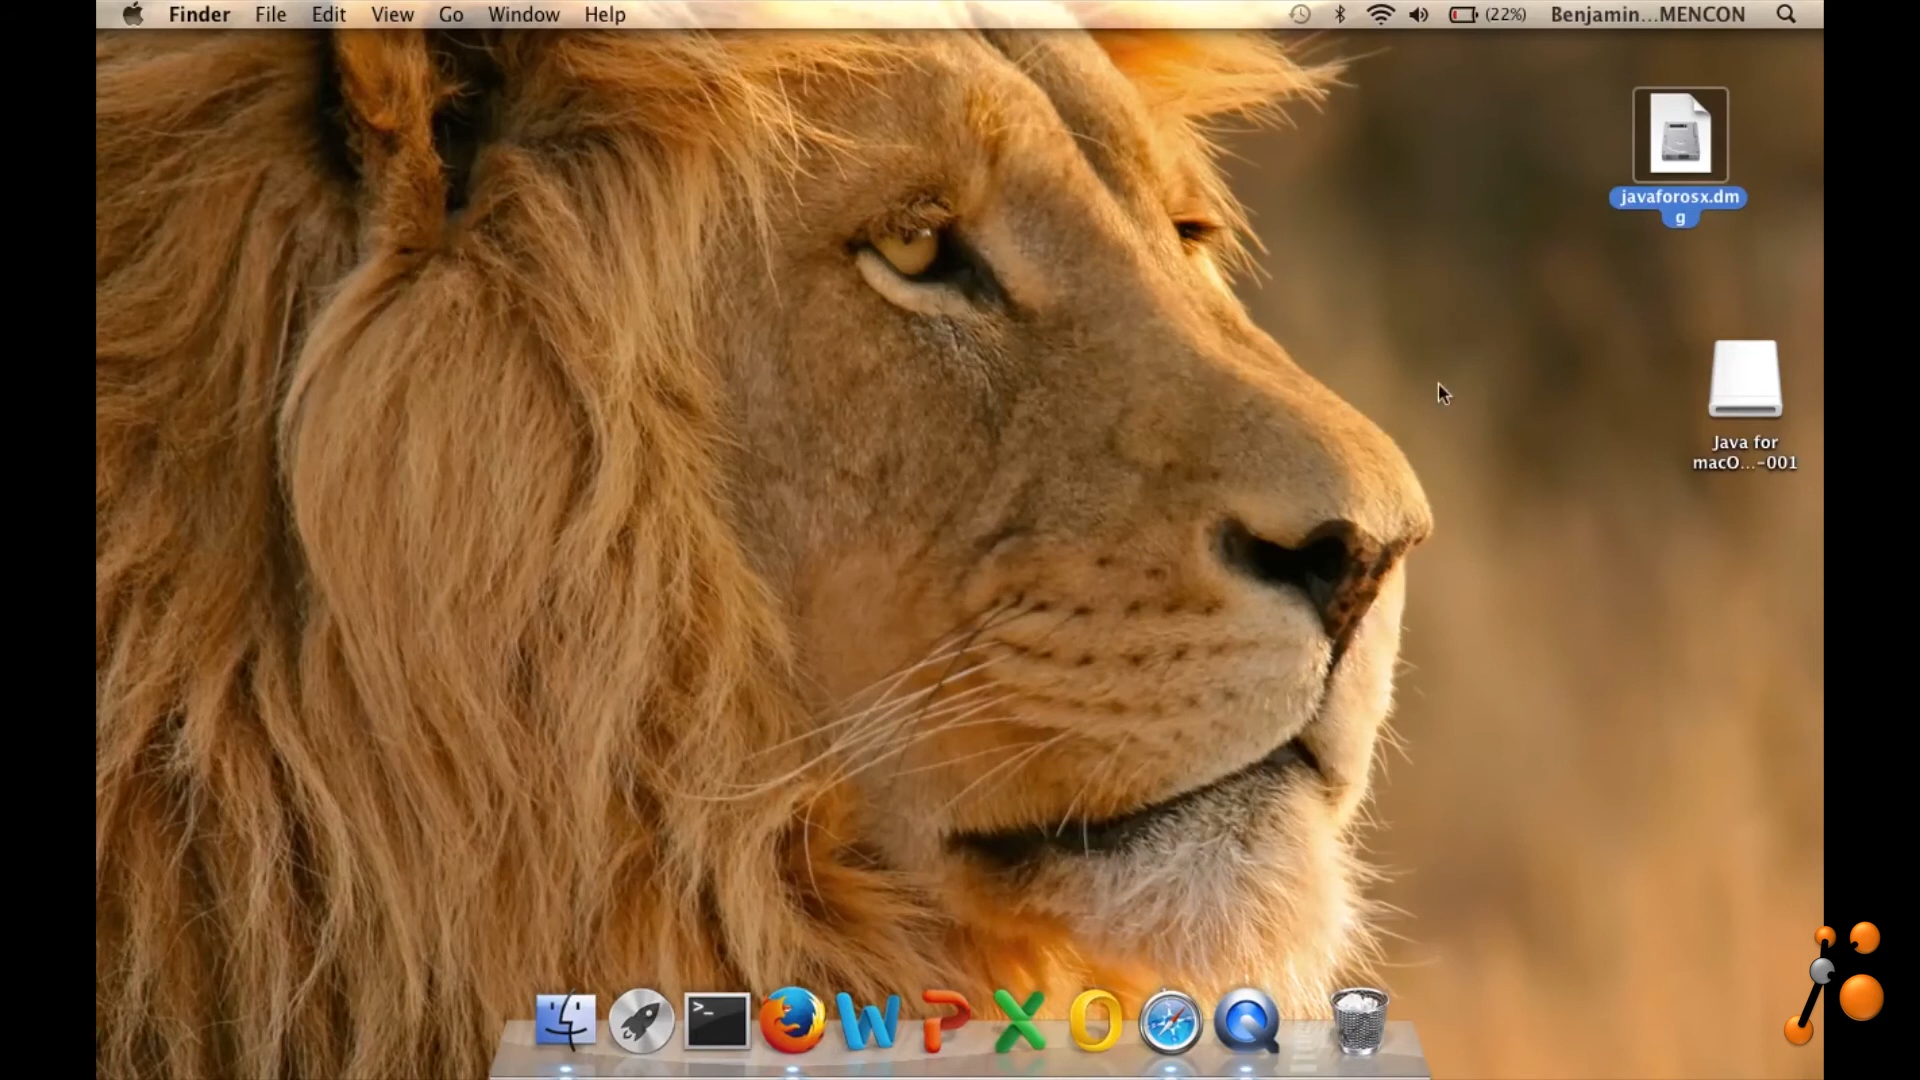 Finder File Edit View Go Window Help (22%) Benjamin...MENCON
javaforosx.dm
g
Java for
macO...-001